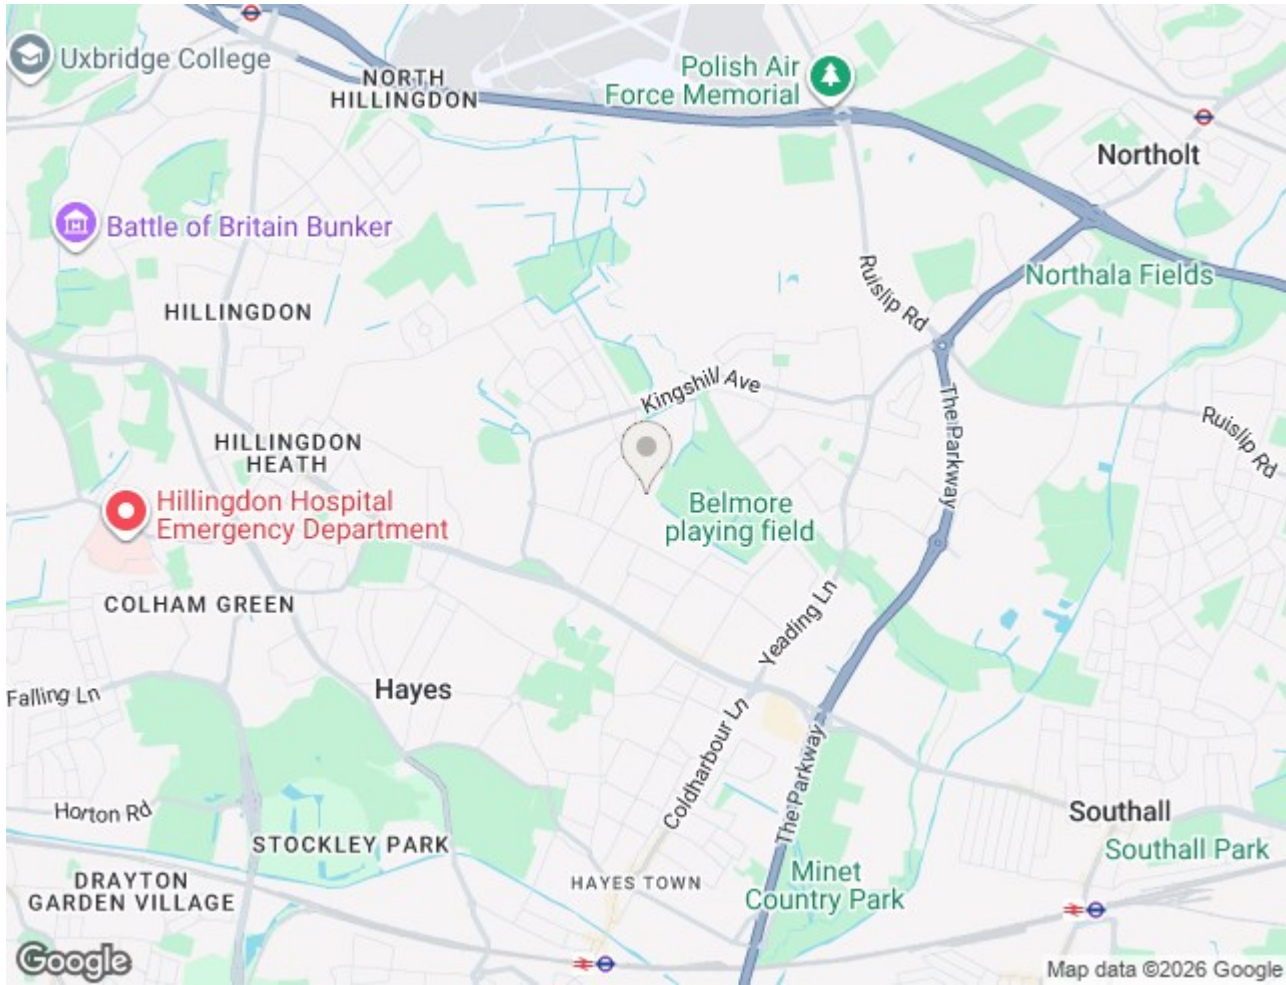 Uxbridge College
NORTH
HILLINGDON
Polish Air
Force Memorial
Northolt
Battle of Britain Bunker
Ruislip Rd
Northala Fields
HILLINGDON
Kingshill Ave
The Parkway
Ruislip Rd
HILLINGDON
HEATH
Hillingdon Hospital
Emergency Department
Belmore
playing field
COLHAM GREEN
Yeading Ln
Falling Ln
Hayes
Coldharbour Ln
The Parkway
Horton Rd
Southall
STOCKLEY PARK
Southall Park
DRAYTON
GARDEN VILLAGE
HAYES TOWN
Minet
Country Park
Google
Map data ©2026 Google